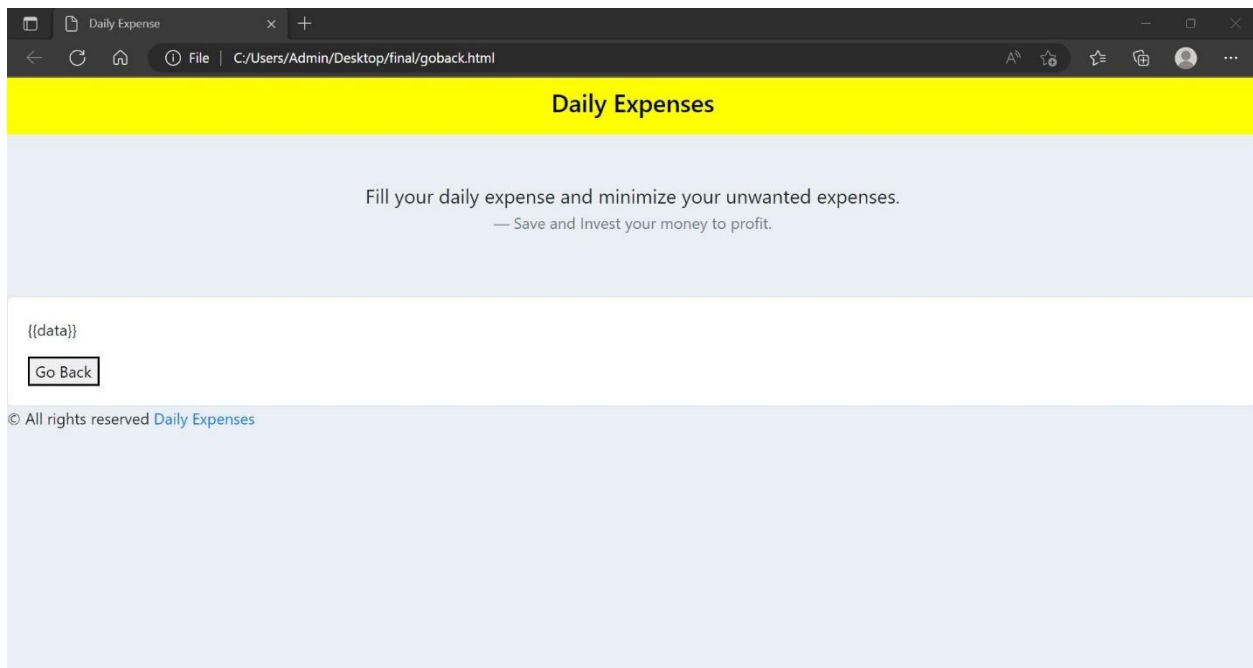 Daily Expense
File | C:/Users/Admin/Desktop/final/goback.html
Daily Expenses
Fill your daily expense and minimize your unwanted expenses.
— Save and Invest your money to profit.
{{data}}
Go Back
© All rights reserved Daily Expenses